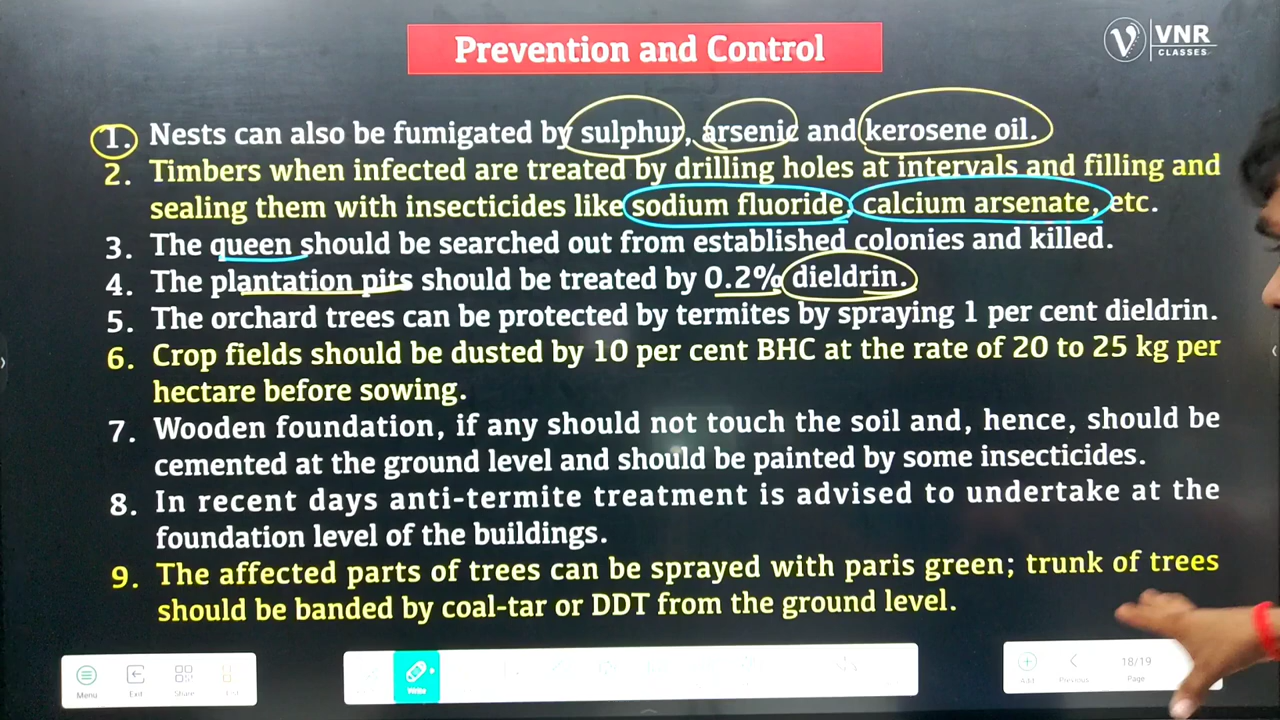 Prevention and Control
VNR
CLASSES
1. Nests can also be fumigated by sulphur, arsenic and kerosene oil.
2. Timbers when infected are treated by drilling holes at intervals and filling and
sealing them with insecticides like sodium fluoride, calcium arsenate, etc.
3. The queen should be searched out from established colonies and killed.
4. The plantation pits should be treated by 0.2% dieldrin.
5. The orchard trees can be protected by termites by spraying 1 per cent dieldrin.
6. Crop fields should be dusted by 10 per cent BHC at the rate of 20 to 25 kg per
hectare before sowing.
7. Wooden foundation, if any should not touch the soil and, hence, should be
cemented at the ground level and should be painted by some insecticides.
8. In recent days anti-termite treatment is advised to undertake at the
foundation level of the buildings.
9. The affected parts of trees can be sprayed with paris green; trunk of trees
should be banded by coal-tar or DDT from the ground level.
Menu Exit Share Write Add Previous 18/19 Page